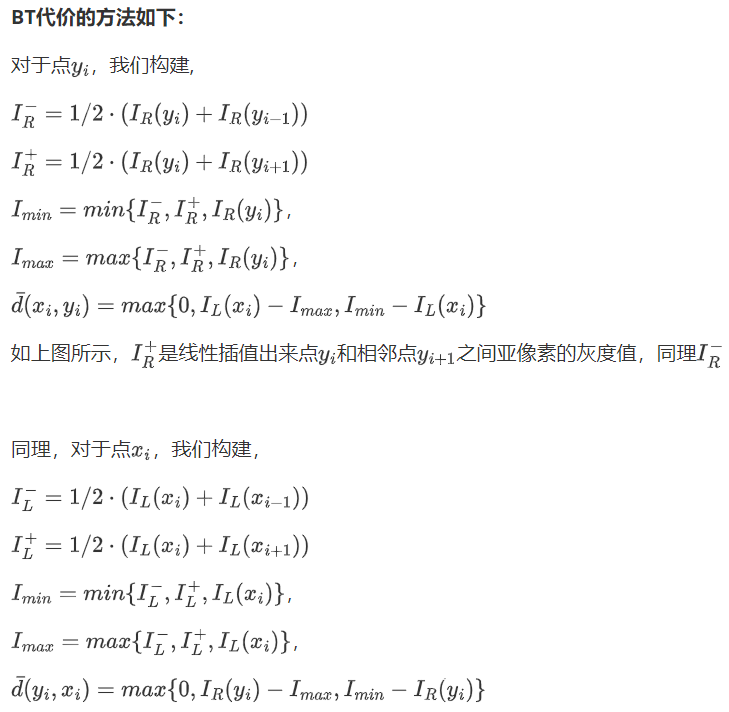 BT代价的方法如下：
对于点$y_i$，我们构建,
$I_R^- = 1/2 \cdot (I_R(y_i) + I_R(y_{i-1}))$
$I_R^+ = 1/2 \cdot (I_R(y_i) + I_R(y_{i+1}))$
$I_{min} = min\{I_R^-, I_R^+, I_R(y_i)\}$,
$I_{max} = max\{I_R^-, I_R^+, I_R(y_i)\}$,
$\bar{d}(x_i, y_i) = max\{0, I_L(x_i) - I_{max}, I_{min} - I_L(x_i)\}$
如上图所示，$I_R^+$是线性插值出来点$y_i$和相邻点$y_{i+1}$之间亚像素的灰度值，同理$I_R^-$
同理，对于点$x_i$，我们构建，
$I_L^- = 1/2 \cdot (I_L(x_i) + I_L(x_{i-1}))$
$I_L^+ = 1/2 \cdot (I_L(x_i) + I_L(x_{i+1}))$
$I_{min} = min\{I_L^-, I_L^+, I_L(x_i)\}$,
$I_{max} = max\{I_L^-, I_L^+, I_L(x_i)\}$,
$\bar{d}(y_i, x_i) = max\{0, I_R(y_i) - I_{max}, I_{min} - I_R(y_i)\}$